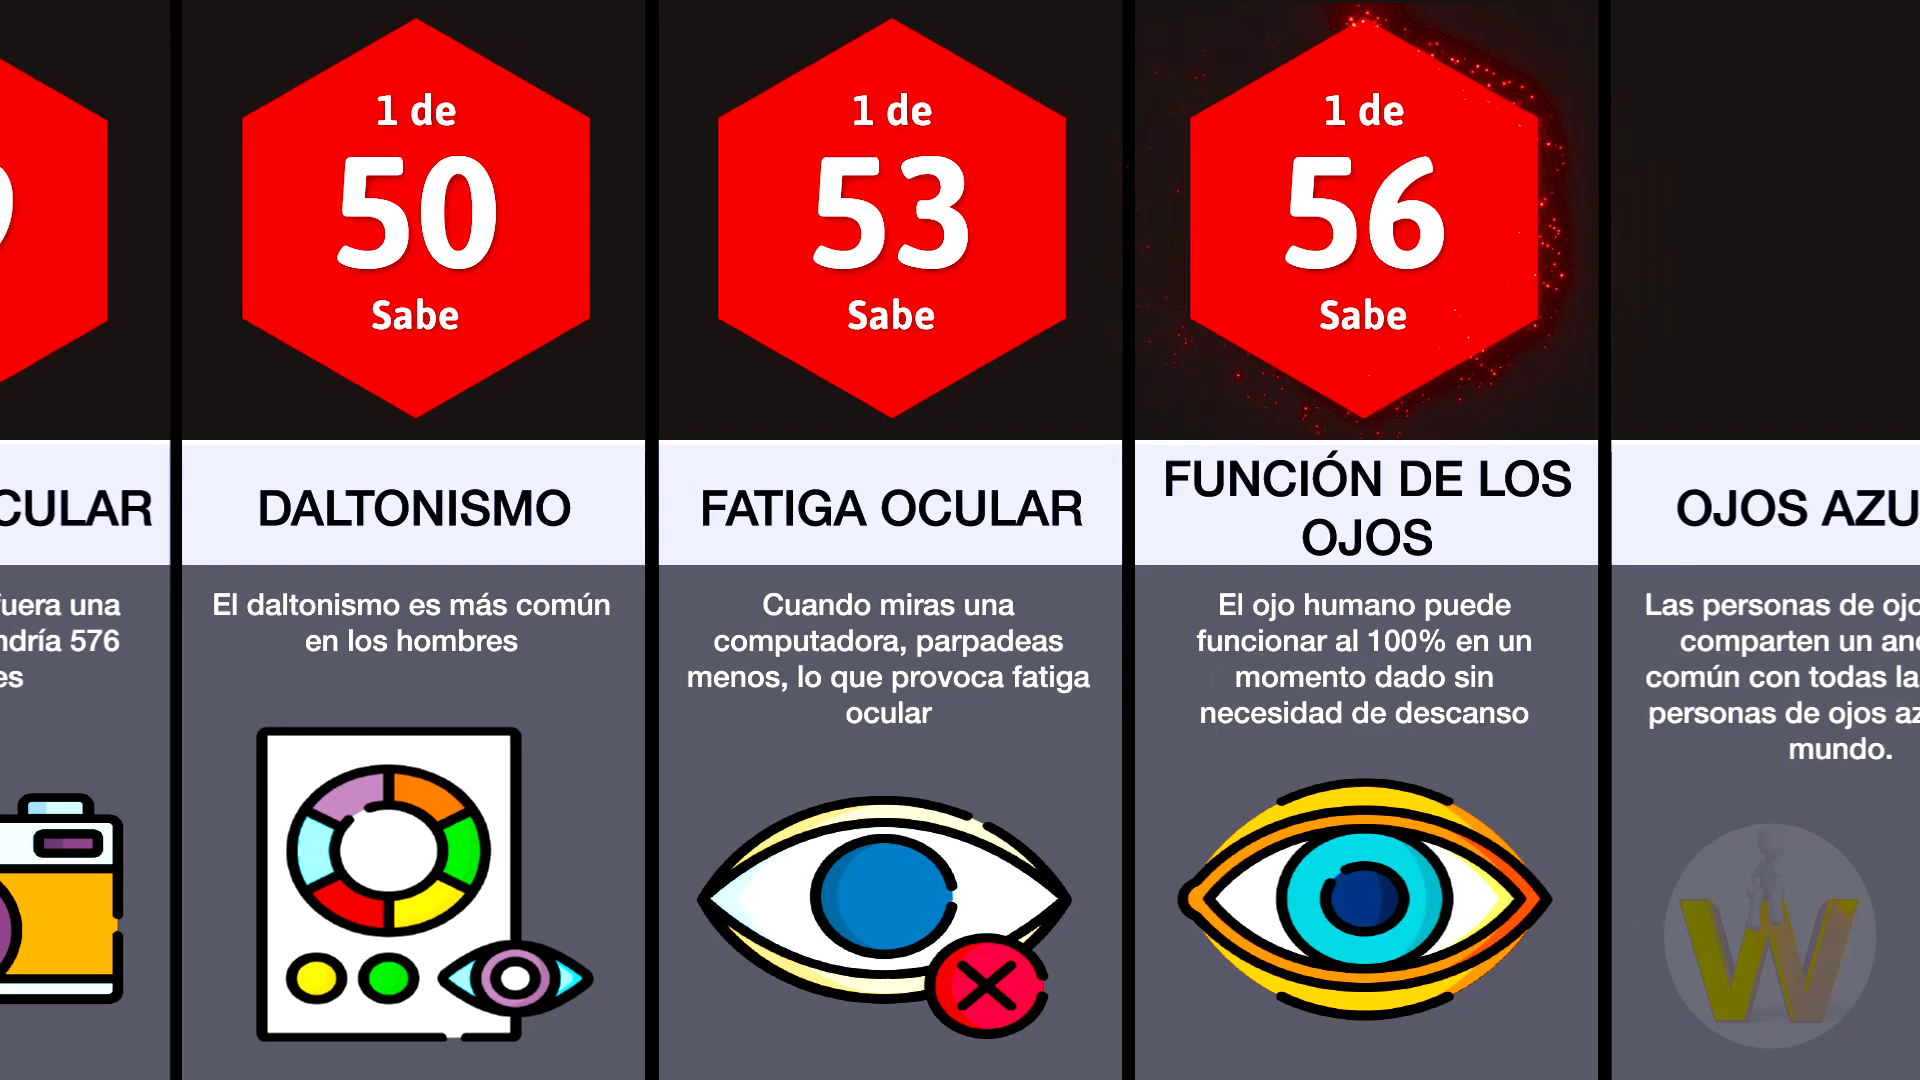 CULAR
fuera una
ndría 576
es
1 de
50
Sabe
DALTONISMO
El daltonismo es más común
en los hombres
1 de
53
Sabe
FATIGA OCULAR
Cuando miras una
computadora, parpadeas
menos, lo que provoca fatiga
ocular
1 de
56
Sabe
FUNCIÓN DE LOS
OJOS
El ojo humano puede
funcionar al 100% en un
momento dado sin
necesidad de descanso
OJOS AZU
Las personas de ojo
comparten un anc
común con todas la
personas de ojos az
mundo.
W